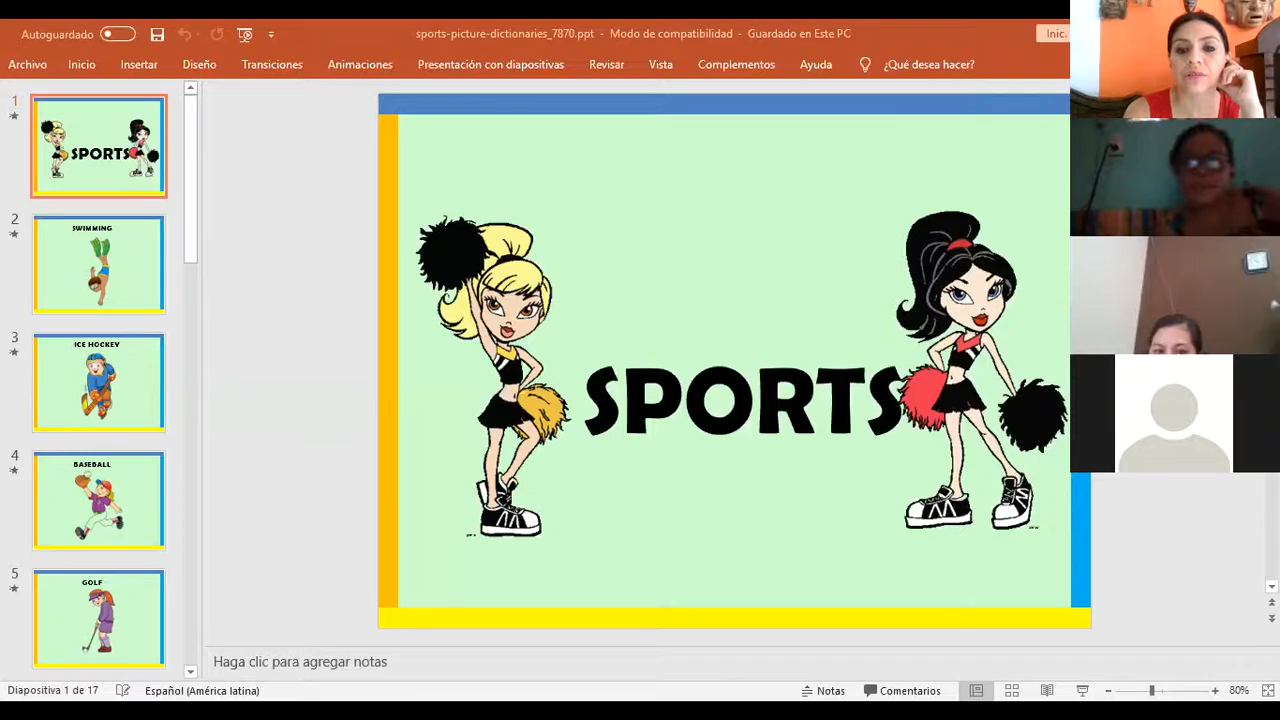 Autoguardado
sports-picture-dictionaries_7870.ppt - Modo de compatibilidad - Guardado en Este PC
Inic.
Archivo Inicio Insertar Diseño Transiciones Animaciones Presentación con diapositivas Revisar Vista Complementos Ayuda ¿Qué desea hacer?
1
SPORTS
2
SWIMMING
3
ICE HOCKEY
4
BASEBALL
5
GOLF
SPORTS
Haga clic para agregar notas
Diapositiva 1 de 17 Español (América latina) Notas Comentarios 80%